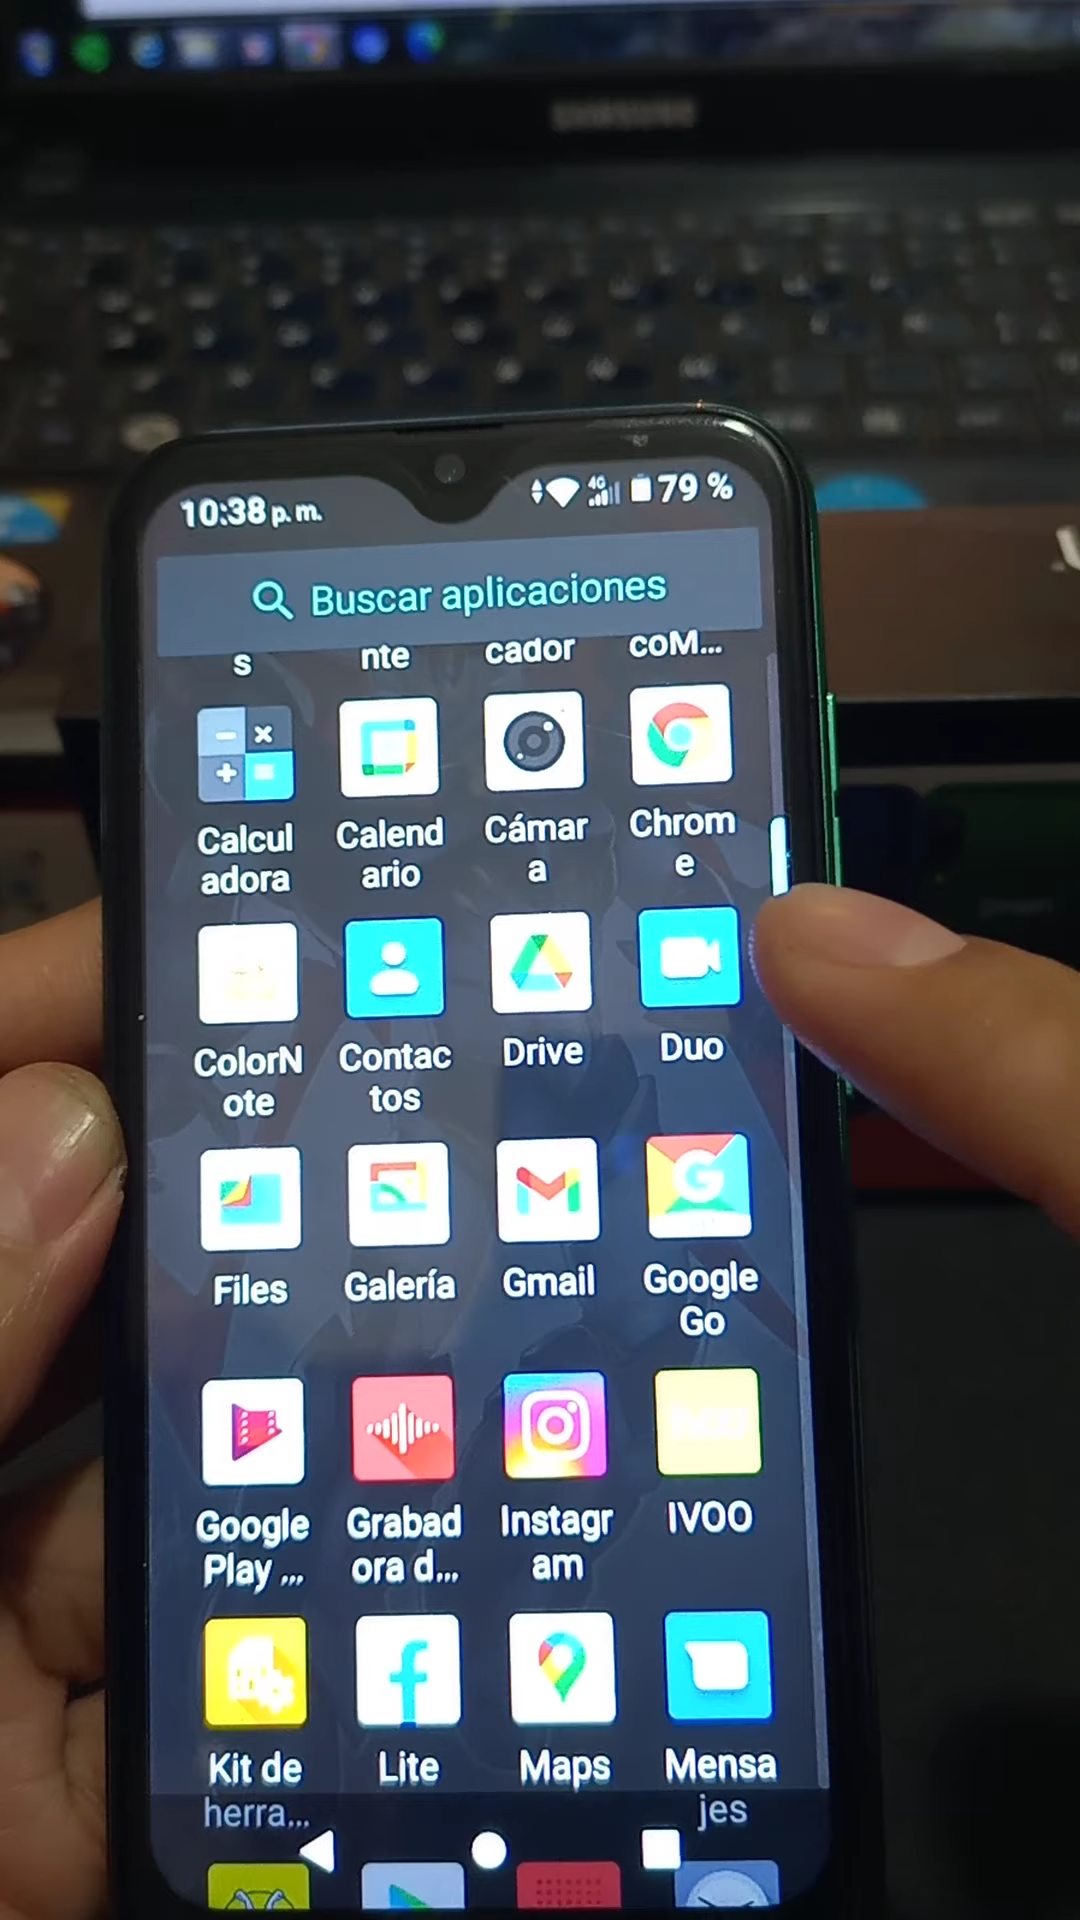 SAMSUNG
10:38 p. m.
4G
79 %
Buscar aplicaciones
s
nte
cador
coM...
Calcul
adora
Calend
ario
Cámar
a
Chrom
e
ColorN
ote
Contac
tos
Drive
Duo
Files
Galería
Gmail
Google
Go
Google
Play ...
Grabad
ora d...
Instagr
am
IVOO
Kit de
herra...
Lite
Maps
Mensa
jes